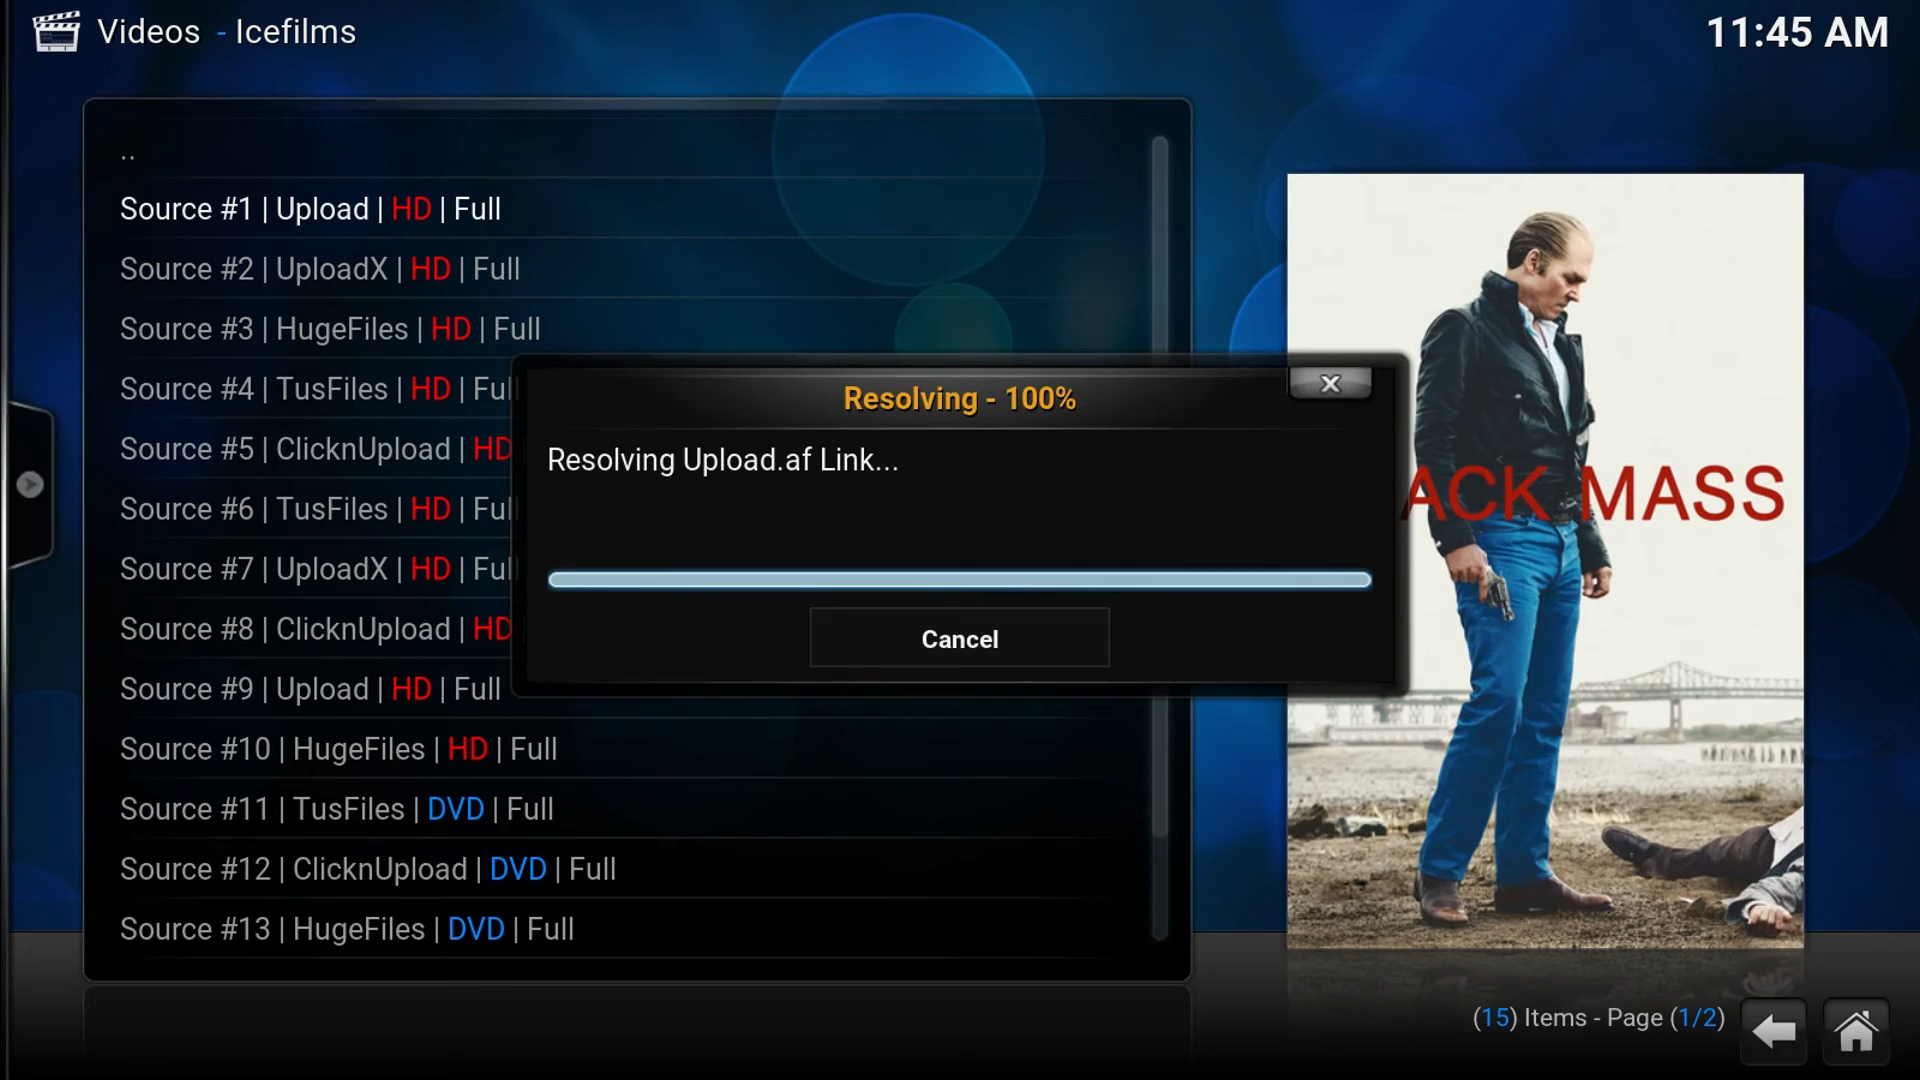 Videos - Icefilms
11:45 AM
..
Source #1 | Upload | HD | Full
Source #2 | UploadX | HD | Full
Source #3 | HugeFiles | HD | Full
Source #4 | TusFiles | HD | Full
Source #5 | ClicknUpload | HD
Source #6 | TusFiles | HD | Full
Source #7 | UploadX | HD | Full
Source #8 | ClicknUpload | HD
Source #9 | Upload | HD | Full
Source #10 | HugeFiles | HD | Full
Source #11 | TusFiles | DVD | Full
Source #12 | ClicknUpload | DVD | Full
Source #13 | HugeFiles | DVD | Full
Resolving - 100%
X
Resolving Upload.af Link...
Cancel
ACK MASS
(15) Items - Page (1/2)